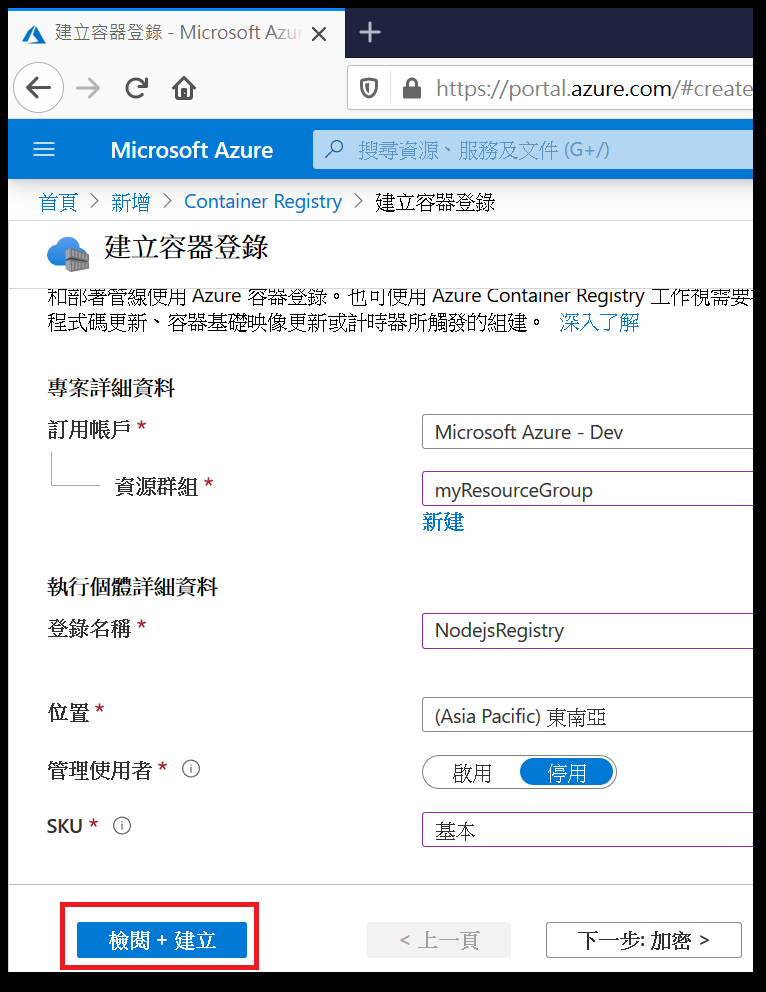 建立容器登錄 - Microsoft Azur
https://portal.azure.com/#create
Microsoft Azure
搜尋資源、服務及文件 (G+/)
首頁 > 新增 > Container Registry > 建立容器登錄
建立容器登錄
和部署管線使用 Azure 容器登錄。也可使用 Azure Container Registry 工作視需要
程式碼更新、容器基礎映像更新或計時器所觸發的組建。 深入了解
專案詳細資料
訂用帳戶 * Microsoft Azure - Dev
資源群組 * myResourceGroup
新建
執行個體詳細資料
登錄名稱 * NodejsRegistry
位置 * (Asia Pacific) 東南亞
管理使用者 * 啟用 停用
SKU * 基本
檢閱 + 建立 < 上一頁 下一步: 加密 >